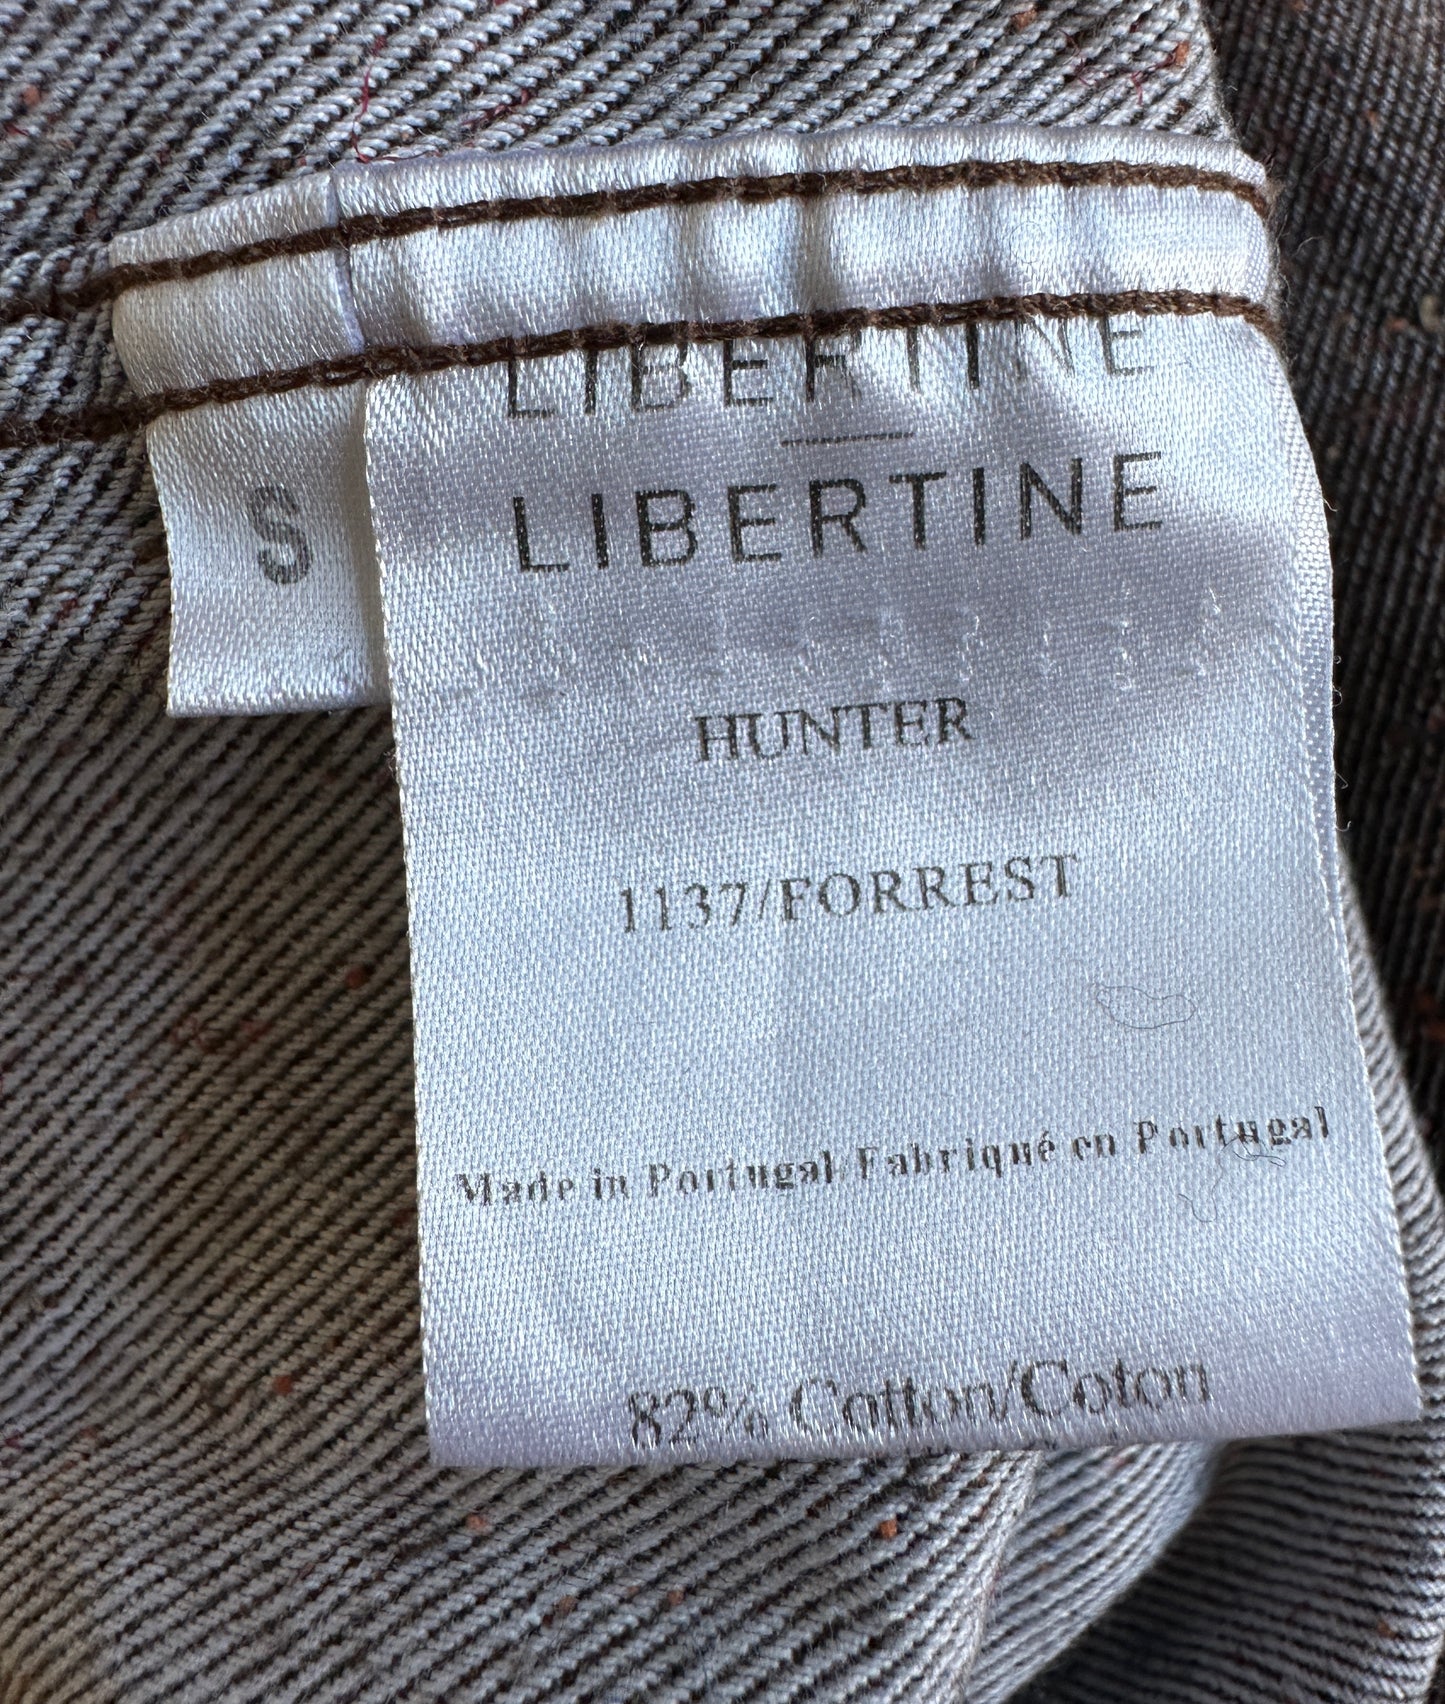 LIBERTINE
LIBERTINE
S
HUNTER
1137/FORREST
Made in Portugal/Fabriqué en Portugal
82% Cotton/Coton